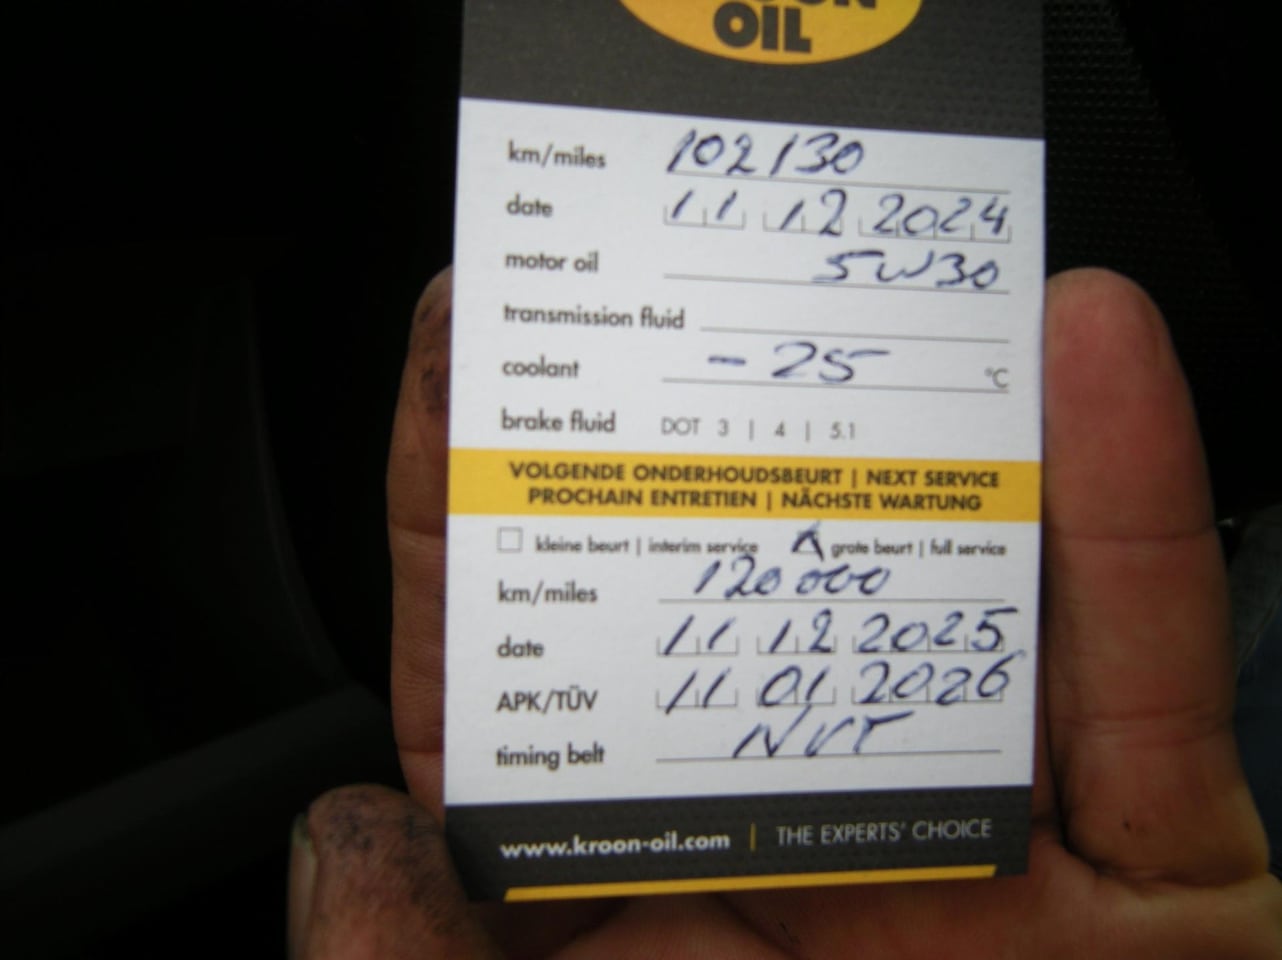 OIL
km/miles 102130
date 11 12 2024
motor oil 5W30
transmission fluid
coolant -25 °C
brake fluid DOT 3 | 4 | 5.1
VOLGENDE ONDERHOUDSBEURT | NEXT SERVICE
PROCHAIN ENTRETIEN | NÄCHSTE WARTUNG
kleine beurt | interim service grote beurt | full service
km/miles 120000
date 11 12 2025
APK/TÜV 11 01 2026
timing belt NVT
www.kroon-oil.com | THE EXPERTS' CHOICE